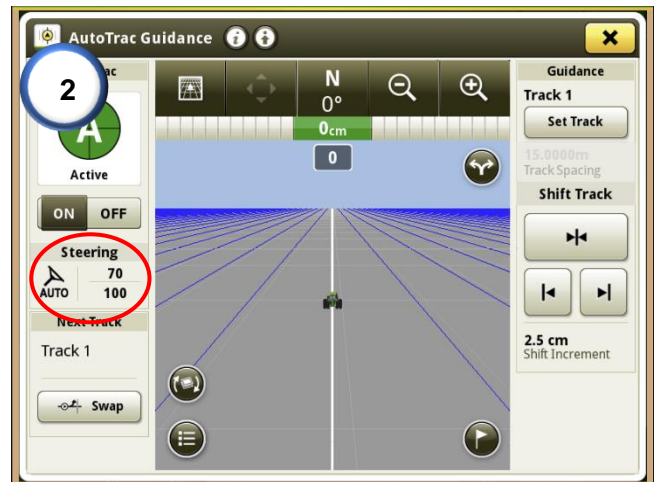 AutoTrac Guidance
2
ac
A
Active
ON OFF
Steering
AUTO
70
100
Next Track
Track 1
Swap
N
0°
0cm
0
Guidance
Track 1
Set Track
15.0000m
Track Spacing
Shift Track
2.5 cm
Shift Increment